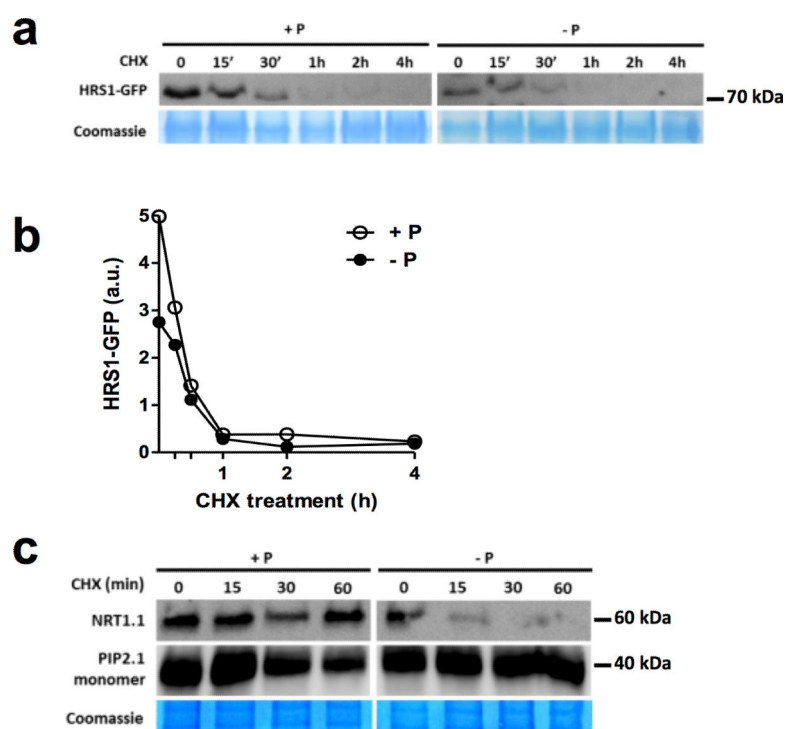 a
+ P - P
CHX 0 15’ 30’ 1h 2h 4h 0 15’ 30’ 1h 2h 4h
HRS1-GFP
70 kDa
Coomassie
b
5
4
3
2
1
0
HRS1-GFP (a.u.)
+ P
- P
1 2 4
CHX treatment (h)
c
+ P - P
CHX (min) 0 15 30 60 0 15 30 60
NRT1.1
60 kDa
PIP2.1
monomer
40 kDa
Coomassie